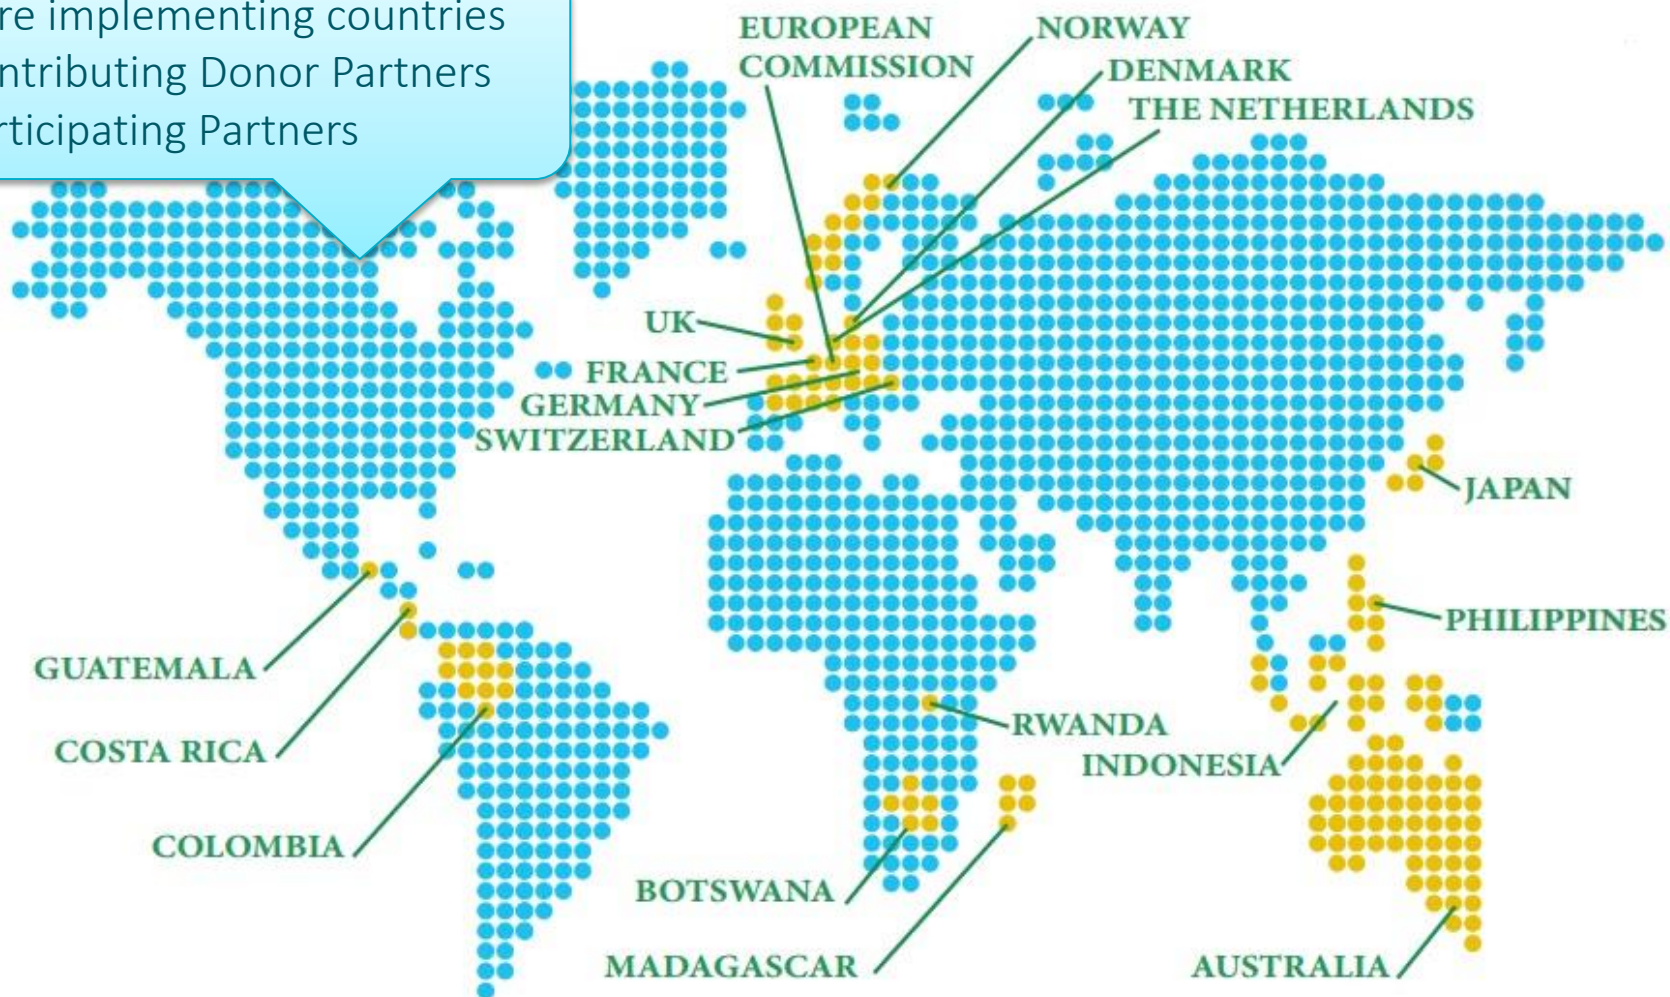 re implementing countries
ntributing Donor Partners
rticipating Partners
EUROPEAN
COMMISSION
NORWAY
DENMARK
THE NETHERLANDS
UK
FRANCE
GERMANY
SWITZERLAND
JAPAN
PHILIPPINES
GUATEMALA
COSTA RICA
COLOMBIA
RWANDA
INDONESIA
BOTSWANA
MADAGASCAR
AUSTRALIA